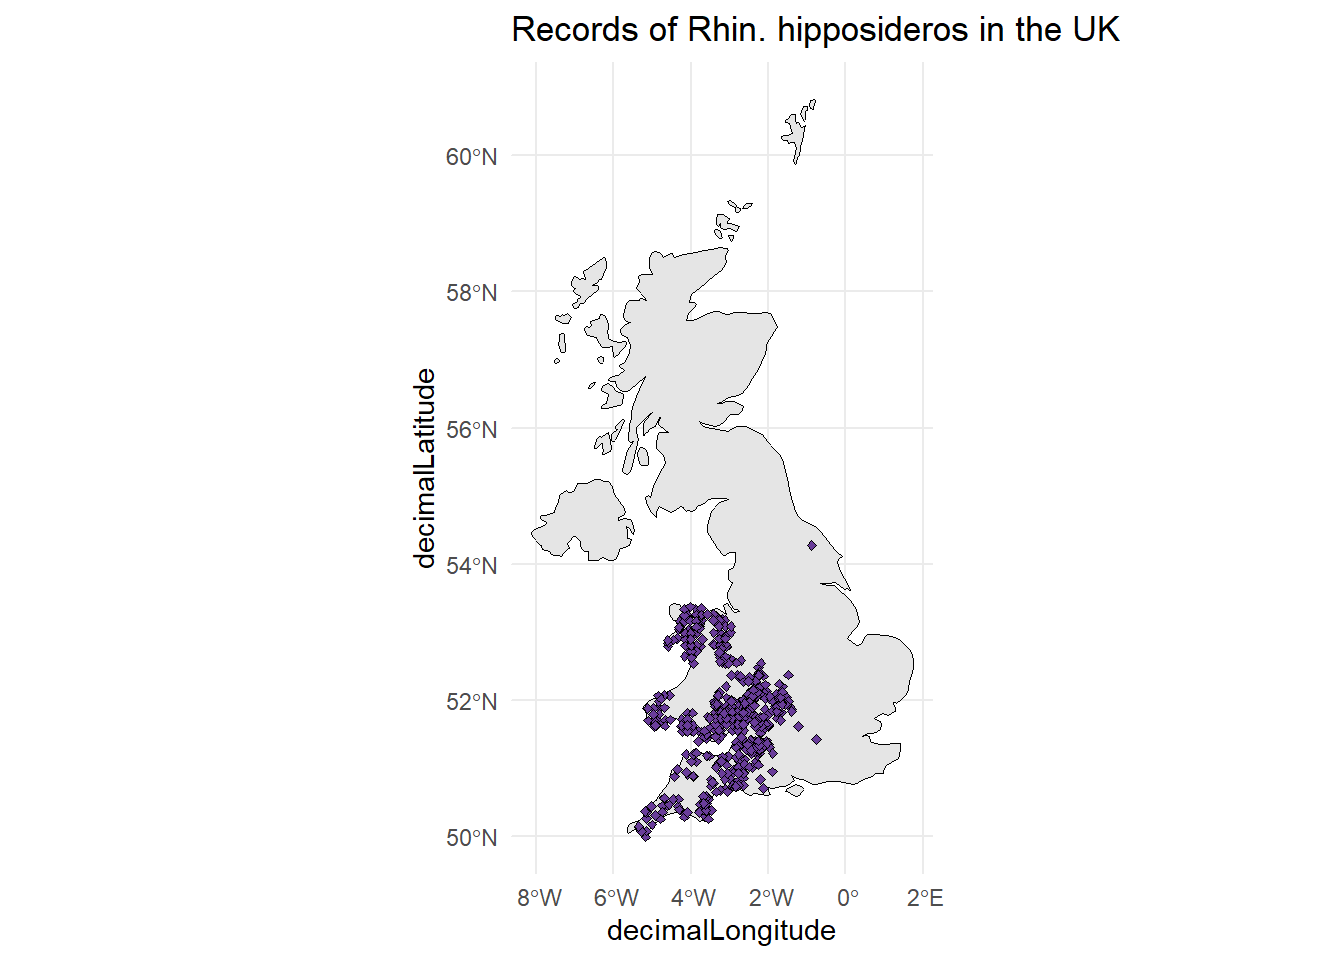 Records of Rhin. hipposideros in the UK
60°N
58°N
56°N
54°N
52°N
50°N
decimalLatitude
8°W 6°W 4°W 2°W 0° 2°E
decimalLongitude